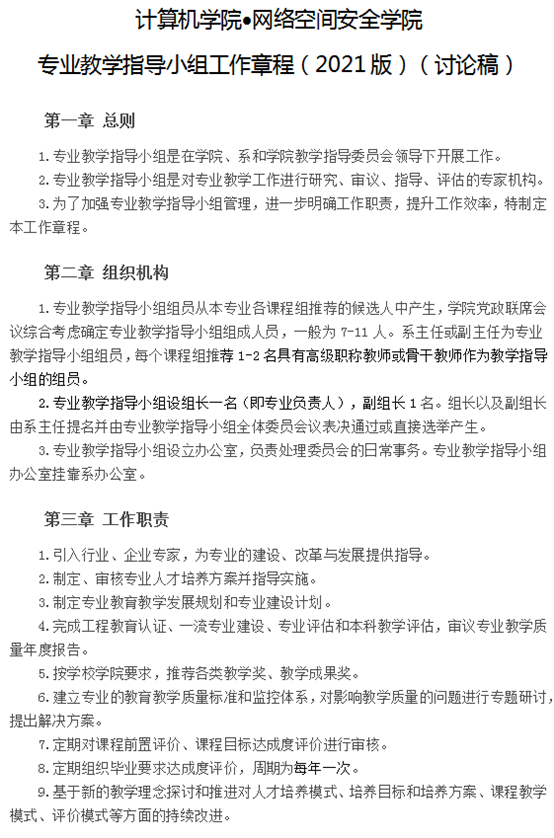 计算机学院•网络空间安全学院
专业教学指导小组工作章程（2021 版）（讨论稿）
第一章 总则
1.专业教学指导小组是在学院、系和学院教学指导委员会领导下开展工作。
2.专业教学指导小组是对专业教学工作进行研究、审议、指导、评估的专家机构。
3.为了加强专业教学指导小组管理，进一步明确工作职责，提升工作效率，特制定
本工作章程。
第二章 组织机构
1.专业教学指导小组组员从本专业各课程组推荐的候选人中产生，学院党政联席会
议综合考虑确定专业教学指导小组组成人员，一般为 7-11 人。系主任或副主任为专业
教学指导小组组员，每个课程组推荐 1-2 名具有高级职称教师或骨干教师作为教学指导
小组的组员。
2.专业教学指导小组设组长一名（即专业负责人），副组长 1 名。组长以及副组长
由系主任提名并由专业教学指导小组全体委员会议表决通过或直接选举产生。
3.专业教学指导小组设立办公室，负责处理委员会的日常事务。专业教学指导小组
办公室挂靠系办公室。
第三章 工作职责
1.引入行业、企业专家，为专业的建设、改革与发展提供指导。
2.制定、审核专业人才培养方案并指导实施。
3.制定专业教育教学发展规划和专业建设计划。
4.完成工程教育认证、一流专业建设、专业评估和本科教学评估，审议专业教学质
量年度报告。
5.按学校学院要求，推荐各类教学奖、教学成果奖。
6.建立专业的教育教学质量标准和监控体系，对影响教学质量的问题进行专题研讨，
提出解决方案。
7.定期对课程前置评价、课程目标达成度评价进行审核。
8.定期组织毕业要求达成度评价，周期为每年一次。
9.基于新的教学理念探讨和推进对人才培养模式、培养目标和培养方案、课程教学
模式、评价模式等方面的持续改进。